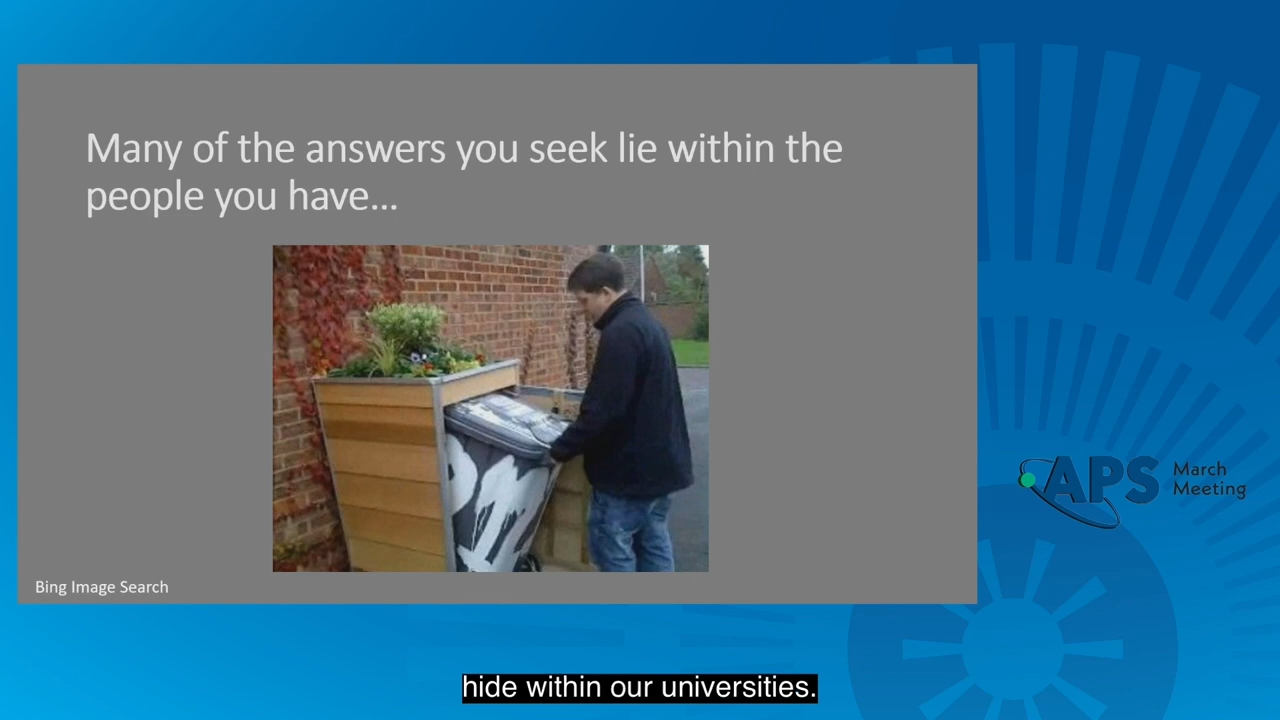 Many of the answers you seek lie within the
people you have...
Bing Image Search
APS March
Meeting
hide within our universities.